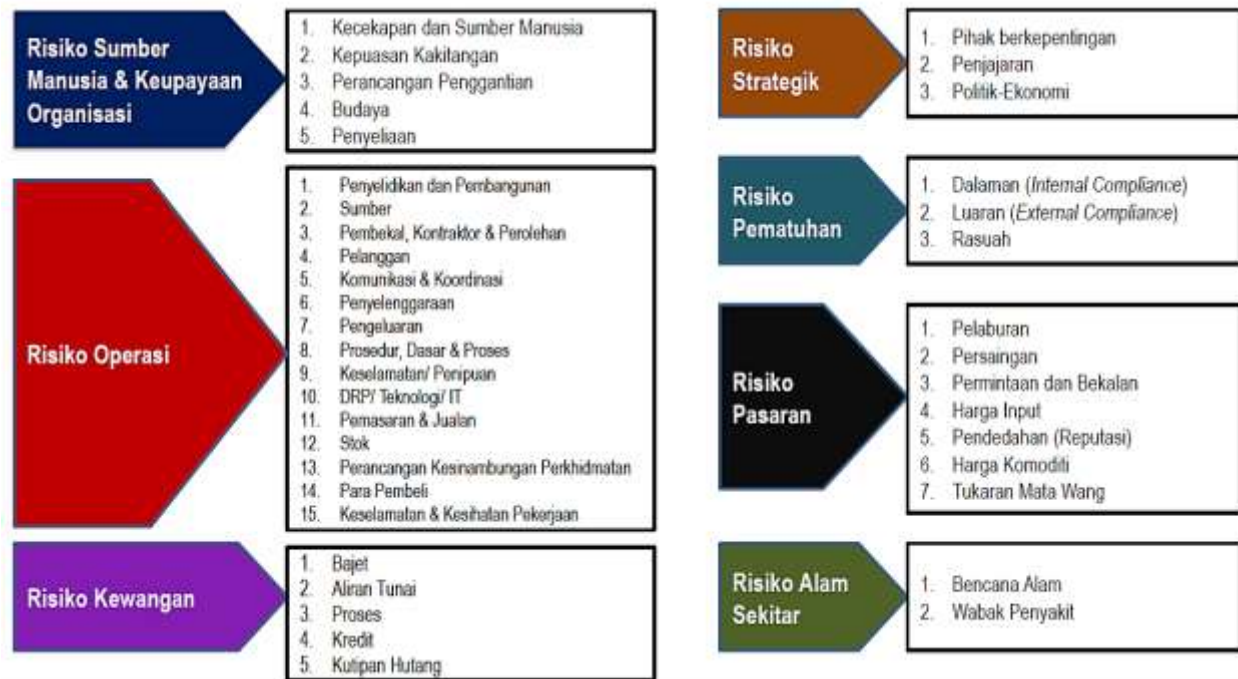 Risiko Sumber
Manusia & Keupayaan
Organisasi
1. Kecekapan dan Sumber Manusia
2. Kepuasan Kakitangan
3. Perancangan Penggantian
4. Budaya
5. Penyeliaan
Risiko Operasi
1. Penyelidikan dan Pembangunan
2. Sumber
3. Pembekal, Kontraktor & Perolehan
4. Pelanggan
5. Komunikasi & Koordinasi
6. Penyelenggaraan
7. Pengeluaran
8. Prosedur, Dasar & Proses
9. Keselamatan/ Penipuan
10. DRP/ Teknologi/ IT
11. Pemasaran & Jualan
12. Stok
13. Perancangan Kesinambungan Perkhidmatan
14. Para Pembeli
15. Keselamatan & Kesihatan Pekerjaan
Risiko Kewangan
1. Bajet
2. Aliran Tunai
3. Proses
4. Kredit
5. Kutipan Hutang
Risiko
Strategik
1. Pihak berkepentingan
2. Penjajaran
3. Politik-Ekonomi
Risiko
Pematuhan
1. Dalaman (Internal Compliance)
2. Luaran (External Compliance)
3. Rasuah
Risiko
Pasaran
1. Pelaburan
2. Persaingan
3. Permintaan dan Bekalan
4. Harga Input
5. Pendedahan (Reputasi)
6. Harga Komoditi
7. Tukaran Mata Wang
Risiko Alam
Sekitar
1. Bencana Alam
2. Wabak Penyakit